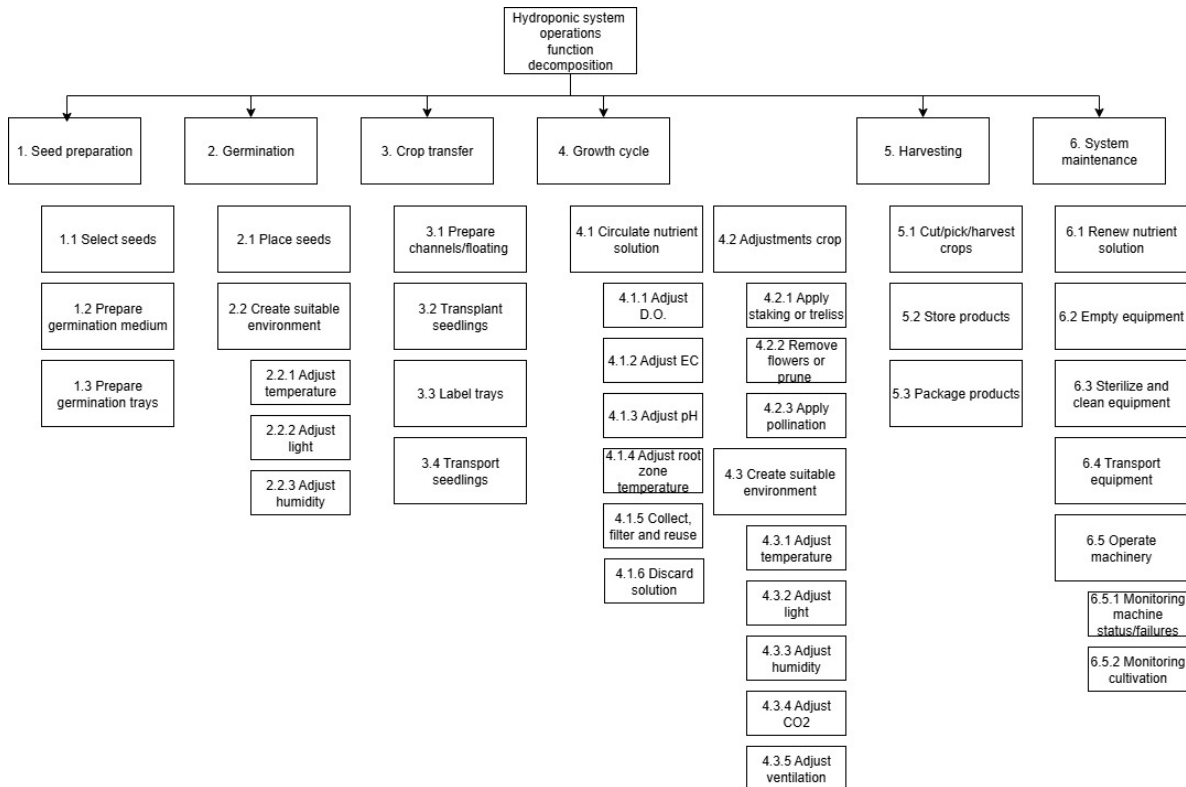 Hydroponic system
operations
function
decomposition
1. Seed preparation
2. Germination
3. Crop transfer
4. Growth cycle
5. Harvesting
6. System
maintenance
1.1 Select seeds
1.2 Prepare
germination medium
1.3 Prepare
germination trays
2.1 Place seeds
2.2 Create suitable
environment
2.2.1 Adjust
temperature
2.2.2 Adjust
light
2.2.3 Adjust
humidity
3.1 Prepare
channels/floating
3.2 Transplant
seedlings
3.3 Label trays
3.4 Transport
seedlings
4.1 Circulate nutrient
solution
4.1.1 Adjust
D.O.
4.1.2 Adjust EC
4.1.3 Adjust pH
4.1.4 Adjust root
zone
temperature
4.1.5 Collect,
filter and reuse
4.1.6 Discard
solution
4.2 Adjustments crop
4.2.1 Apply
staking or treliss
4.2.2 Remove
flowers or
prune
4.2.3 Apply
pollination
4.3 Create suitable
environment
4.3.1 Adjust
temperature
4.3.2 Adjust
light
4.3.3 Adjust
humidity
4.3.4 Adjust
CO2
4.3.5 Adjust
ventilation
5.1 Cut/pick/harvest
crops
5.2 Store products
5.3 Package products
6.1 Renew nutrient
solution
6.2 Empty equipment
6.3 Sterilize and
clean equipment
6.4 Transport
equipment
6.5 Operate
machinery
6.5.1 Monitoring
machine
status/failures
6.5.2 Monitoring
cultivation